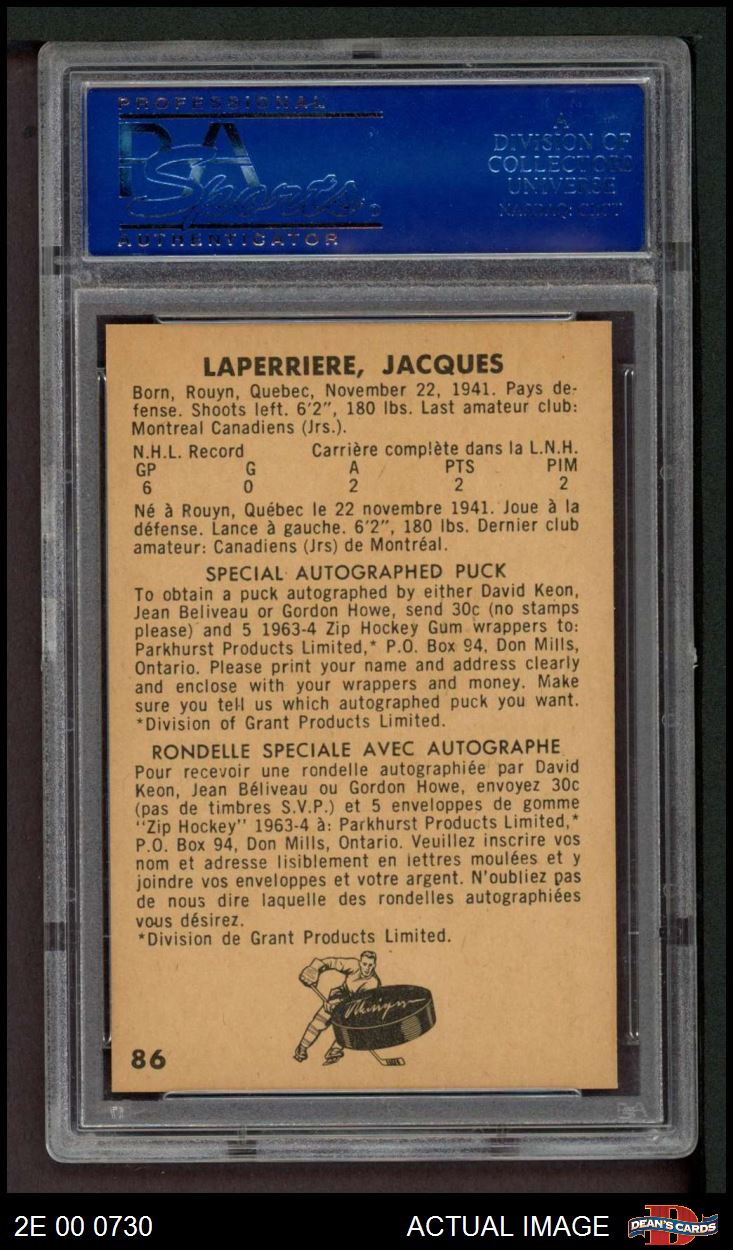 PROFESSIONAL
PSA
Sports
AUTHENTICATOR
A
DIVISION OF
COLLECTORS
UNIVERSE
NASDAQ: CLCT
LAPERRIERE, JACQUES
Born, Rouyn, Quebec, November 22, 1941. Pays de-
fense. Shoots left. 6'2", 180 lbs. Last amateur club:
Montreal Canadiens (Jrs.).
N.H.L. Record Carrière complète dans la L.N.H.
GP G A PTS PIM
6 0 2 2 2
Né à Rouyn, Québec le 22 novembre 1941. Joue à la
défense. Lance à gauche. 6'2", 180 lbs. Dernier club
amateur: Canadiens (Jrs) de Montréal.
SPECIAL AUTOGRAPHED PUCK
To obtain a puck autographed by either David Keon,
Jean Beliveau or Gordon Howe, send 30c (no stamps
please) and 5 1963-4 Zip Hockey Gum wrappers to:
Parkhurst Products Limited,* P.O. Box 94, Don Mills,
Ontario. Please print your name and address clearly
and enclose with your wrappers and money. Make
sure you tell us which autographed puck you want.
*Division of Grant Products Limited.
RONDELLE SPECIALE AVEC AUTOGRAPHE
Pour recevoir une rondelle autographiée par David
Keon, Jean Béliveau ou Gordon Howe, envoyez 30c
(pas de timbres S.V.P.) et 5 enveloppes de gomme
"Zip Hockey" 1963-4 à: Parkhurst Products Limited,*
P.O. Box 94, Don Mills, Ontario. Veuillez inscrire vos
nom et adresse lisiblement en lettres moulées et y
joindre vos enveloppes et votre argent. N'oubliez pas
de nous dire laquelle des rondelles autographiées
vous désirez.
*Division de Grant Products Limited.
86
2E 00 0730 ACTUAL IMAGE DEAN'S CARDS